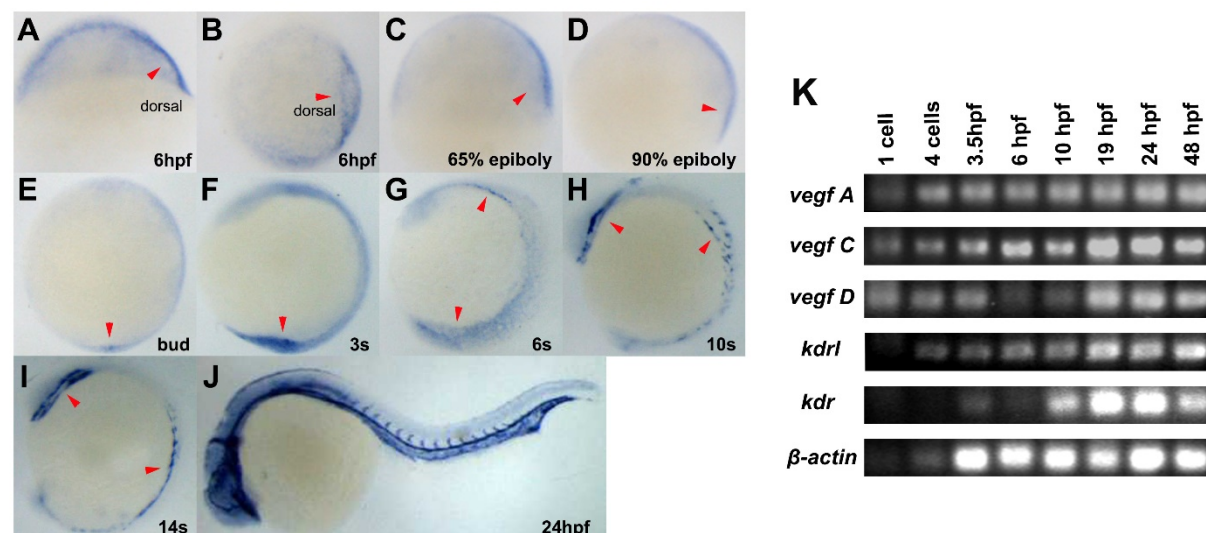 A
dorsal
6hpf
B
dorsal
6hpf
C
65% epiboly
D
90% epiboly
E
bud
F
3s
G
6s
H
10s
I
14s
J
24hpf
K
1 cell
4 cells
3.5hpf
6 hpf
10 hpf
19 hpf
24 hpf
48 hpf
vegf A
vegf C
vegf D
kdrl
kdr
β-actin